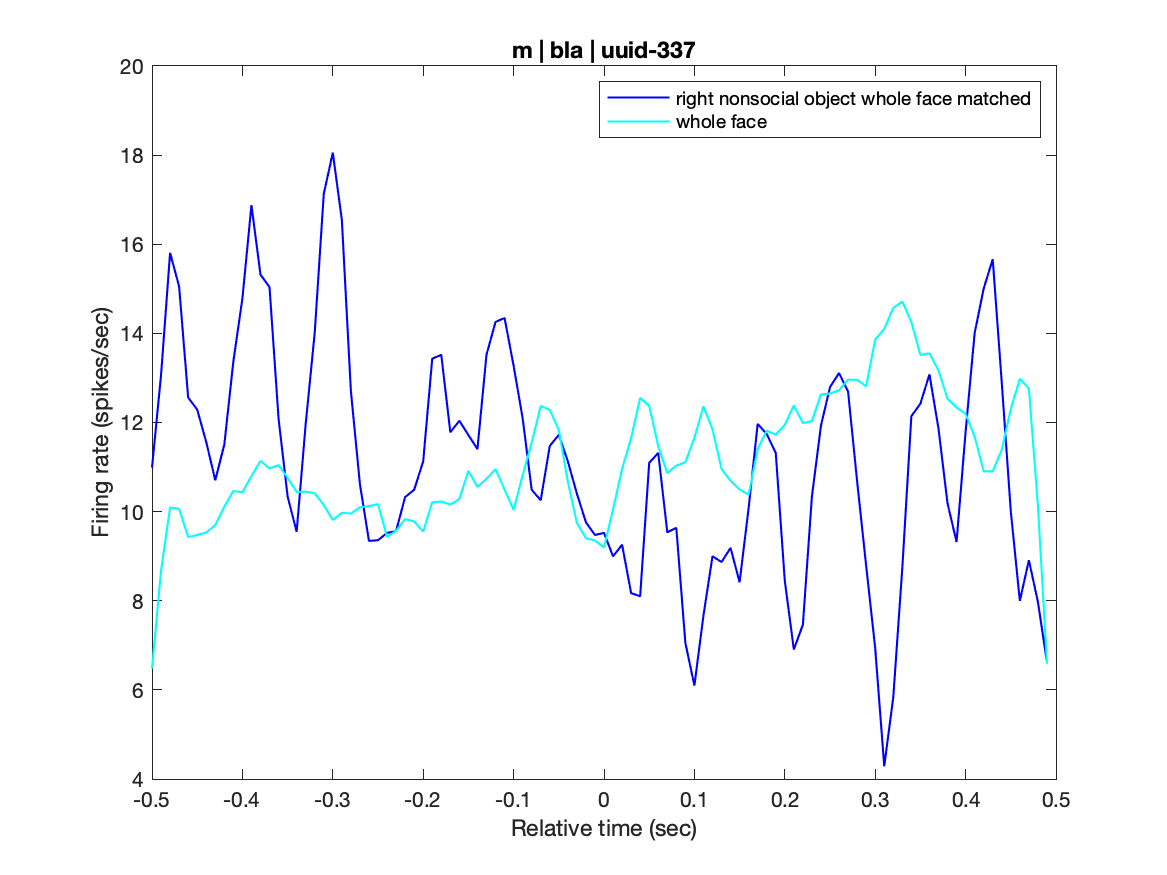 m | bla | uuid-337
20
18
16
14
12
10
8
6
4
Firing rate (spikes/sec)
right nonsocial object whole face matched
whole face
-0.5 -0.4 -0.3 -0.2 -0.1 0 0.1 0.2 0.3 0.4 0.5
Relative time (sec)